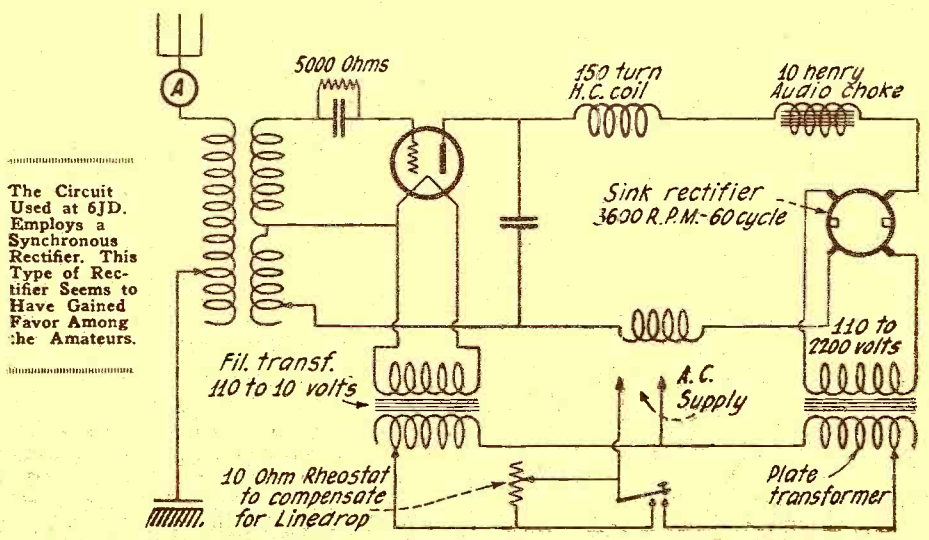 A
5000 Ohms
150 turn
H.C. coil
10 henry
Audio choke
The Circuit
Used at 6JD.
Employs a
Synchronous
Rectifier. This
Type of Rec-
tifier Seems to
Have Gained
Favor Among
the Amateurs.
Sink rectifier
3600 R.P.M.-60 cycle
Fil. transf.
110 to 10 volts
A.C.
Supply
110 to
2200 volts
10 Ohm Rheostat
to compensate
for Linedrop
Plate
transformer